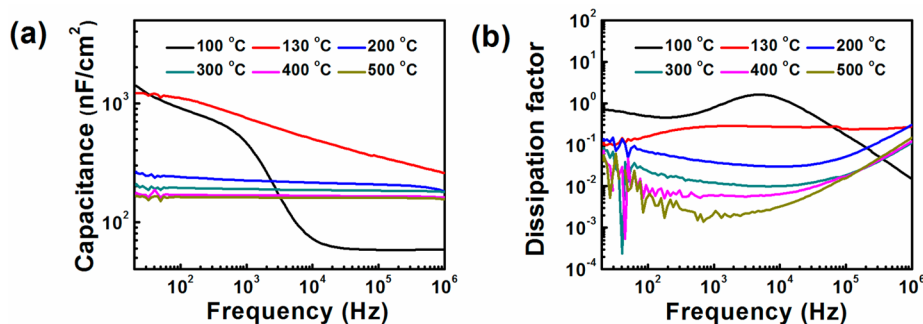 (a)
Capacitance (nF/cm²)
10³
10²
100 °C 130 °C 200 °C
300 °C 400 °C 500 °C
10² 10³ 10⁴ 10⁵ 10⁶
Frequency (Hz)
(b)
Dissipation factor
10²
10¹
10⁰
10⁻¹
10⁻²
10⁻³
10⁻⁴
100 °C 130 °C 200 °C
300 °C 400 °C 500 °C
10² 10³ 10⁴ 10⁵ 10⁶
Frequency (Hz)